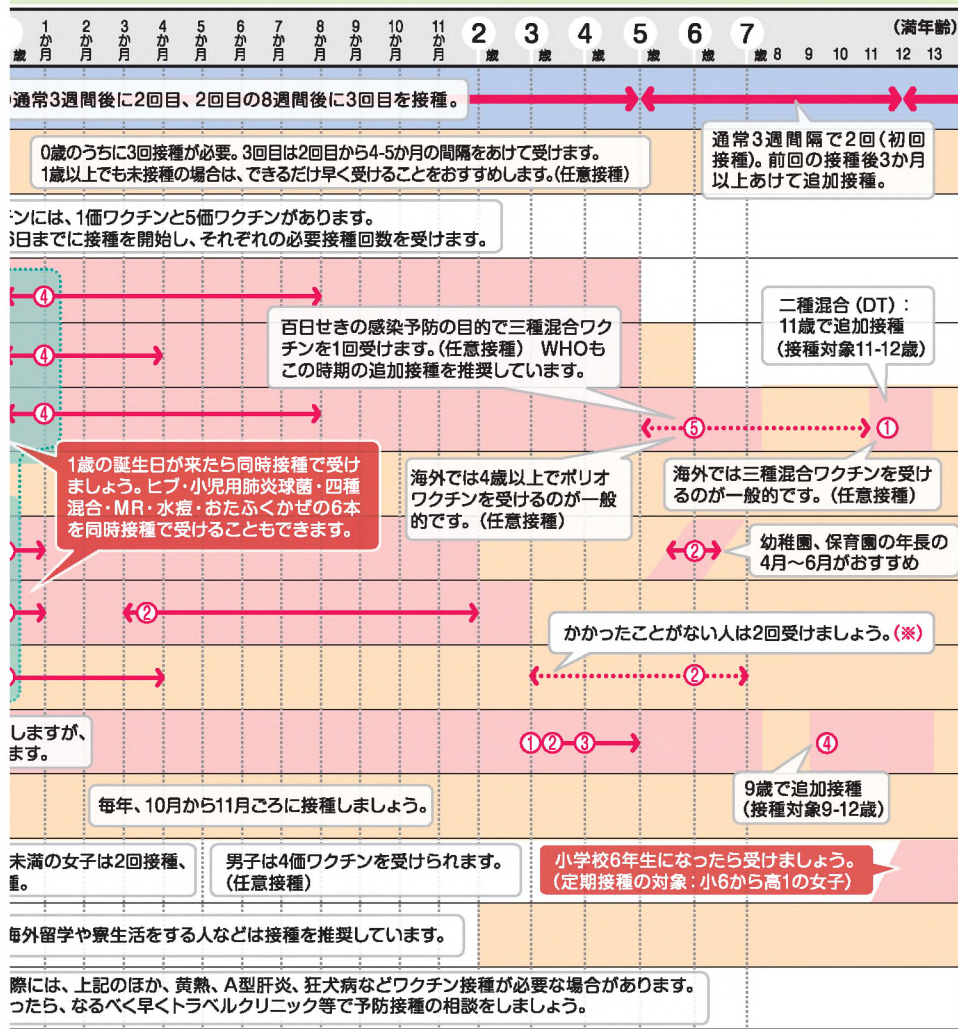 (満年齢)
歳 1か月 2か月 3か月 4か月 5か月 6か月 7か月 8か月 9か月 10か月 11か月 2歳 3歳 4歳 5歳 6歳 7歳 8 9 10 11 12 13
通常3週間後に2回目、2回目の8週間後に3回目を接種。
通常3週間隔で2回(初回
接種)。前回の接種後3か月
以上あけて追加接種。
0歳のうちに3回接種が必要。3回目は2回目から4-5か月の間隔をあけて受けます。
1歳以上でも未接種の場合は、できるだけ早く受けることをおすすめします。(任意接種)
ンには、1価ワクチンと5価ワクチンがあります。
6日までに接種を開始し、それぞれの必要接種回数を受けます。
④
百日せきの感染予防の目的で三種混合ワク
チンを1回受けます。(任意接種) WHOも
この時期の追加接種を推奨しています。
二種混合(DT):
11歳で追加接種
(接種対象11-12歳)
④
④
⑤
①
1歳の誕生日が来たら同時接種で受け
ましょう。ヒブ・小児用肺炎球菌・四種
混合・MR・水痘・おたふくかぜの6本
を同時接種で受けることもできます。
海外では4歳以上でポリオ
ワクチンを受けるのが一般
的です。(任意接種)
海外では三種混合ワクチンを受け
るのが一般的です。(任意接種)
②
幼稚園、保育園の年長の
4月〜6月がおすすめ
②
かかったことがない人は2回受けましょう。(※)
②
しますが、
ます。
① ② ③
④
9歳で追加接種
(接種対象9-12歳)
毎年、10月から11月ごろに接種しましょう。
未満の女子は2回接種、
種。
男子は4価ワクチンを受けられます。
(任意接種)
小学校6年生になったら受けましょう。
(定期接種の対象:小6から高1の女子)
海外留学や寮生活をする人などは接種を推奨しています。
際には、上記のほか、黄熱、A型肝炎、狂犬病などワクチン接種が必要な場合があります。
ったら、なるべく早くトラベルクリニック等で予防接種の相談をしましょう。